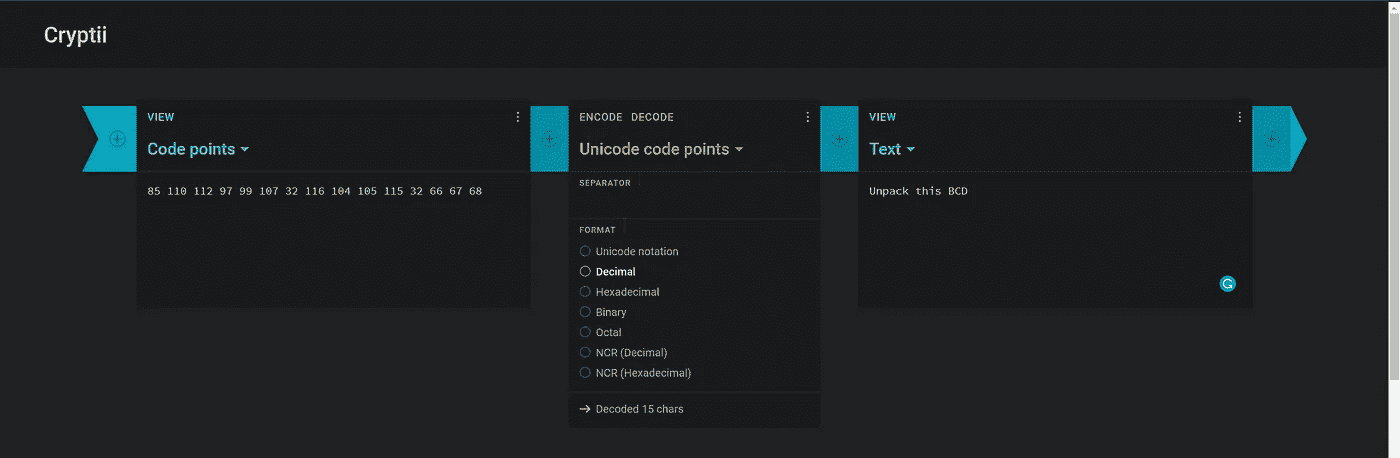 Cryptii
VIEW
Code points
85 110 112 97 99 107 32 116 104 105 115 32 66 67 68
ENCODE DECODE
Unicode code points
SEPARATOR
FORMAT
Unicode notation
Decimal
Hexadecimal
Binary
Octal
NCR (Decimal)
NCR (Hexadecimal)
→ Decoded 15 chars
VIEW
Text
Unpack this BCD